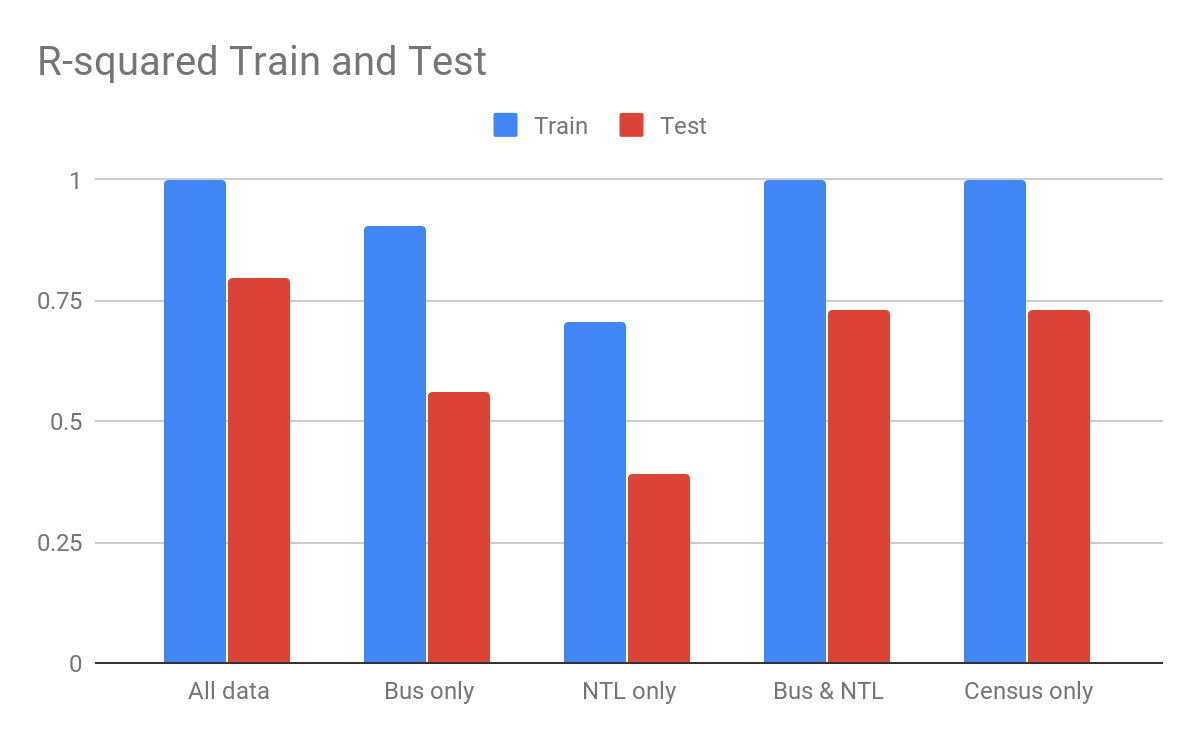 R-squared Train and Test
Train Test
1
0.75
0.5
0.25
0
All data Bus only NTL only Bus & NTL Census only